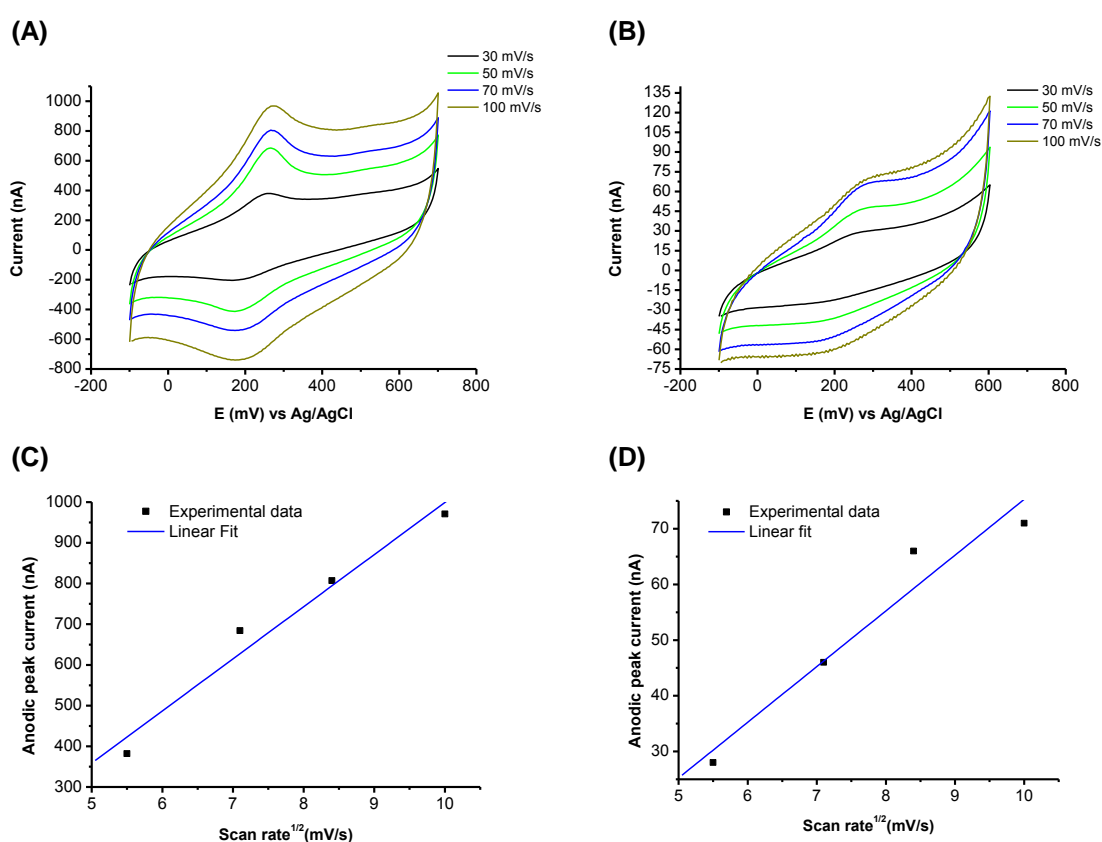 (A)
30 mV/s
50 mV/s
70 mV/s
100 mV/s
1000
800
600
400
200
0
-200
-400
-600
-800
-200 0 200 400 600 800
Current (nA)
E (mV) vs Ag/AgCl
(B)
30 mV/s
50 mV/s
70 mV/s
100 mV/s
135
120
105
90
75
60
45
30
15
0
-15
-30
-45
-60
-75
-200 0 200 400 600 800
Current (nA)
E (mV) vs Ag/AgCl
(C)
Experimental data
Linear Fit
1000
900
800
700
600
500
400
300
5 6 7 8 9 10
Anodic peak current (nA)
Scan rate^1/2(mV/s)
(D)
Experimental data
Linear fit
70
60
50
40
30
5 6 7 8 9 10
Anodic peak current (nA)
Scan rate^1/2(mV/s)